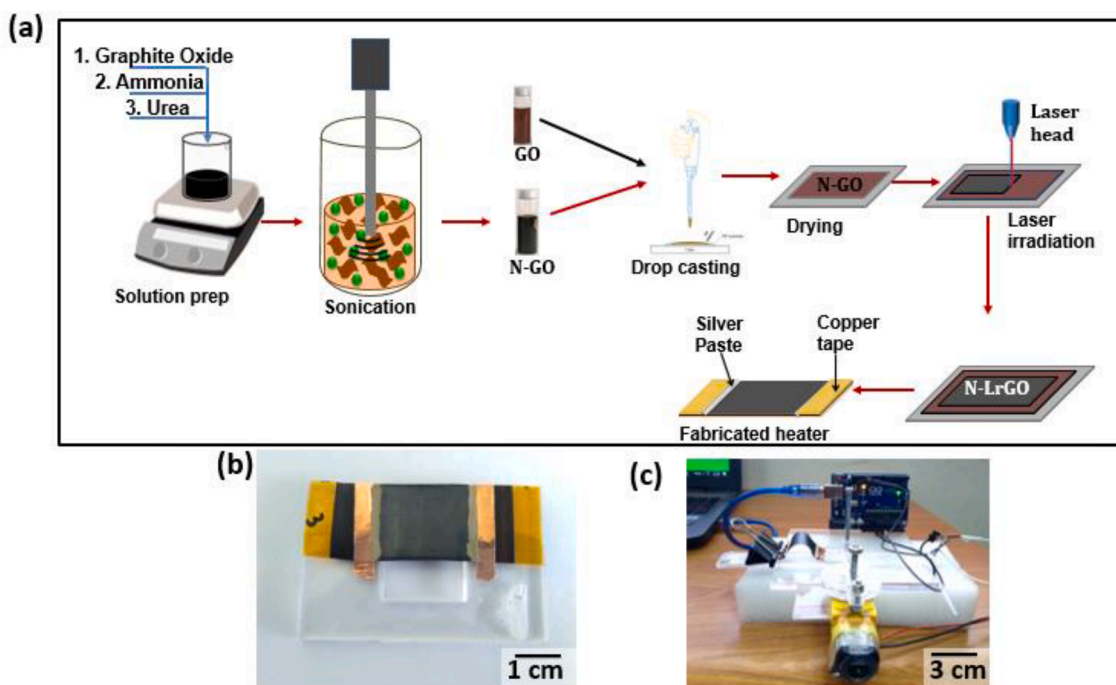 (a)
1. Graphite Oxide
2. Ammonia
3. Urea
Solution prep
Sonication
GO
N-GO
Drop casting
N-GO
Drying
Laser
head
Laser
irradiation
Silver
Paste
Copper
tape
N-LrGO
Fabricated heater
(b)
3
1 cm
(c)
3 cm